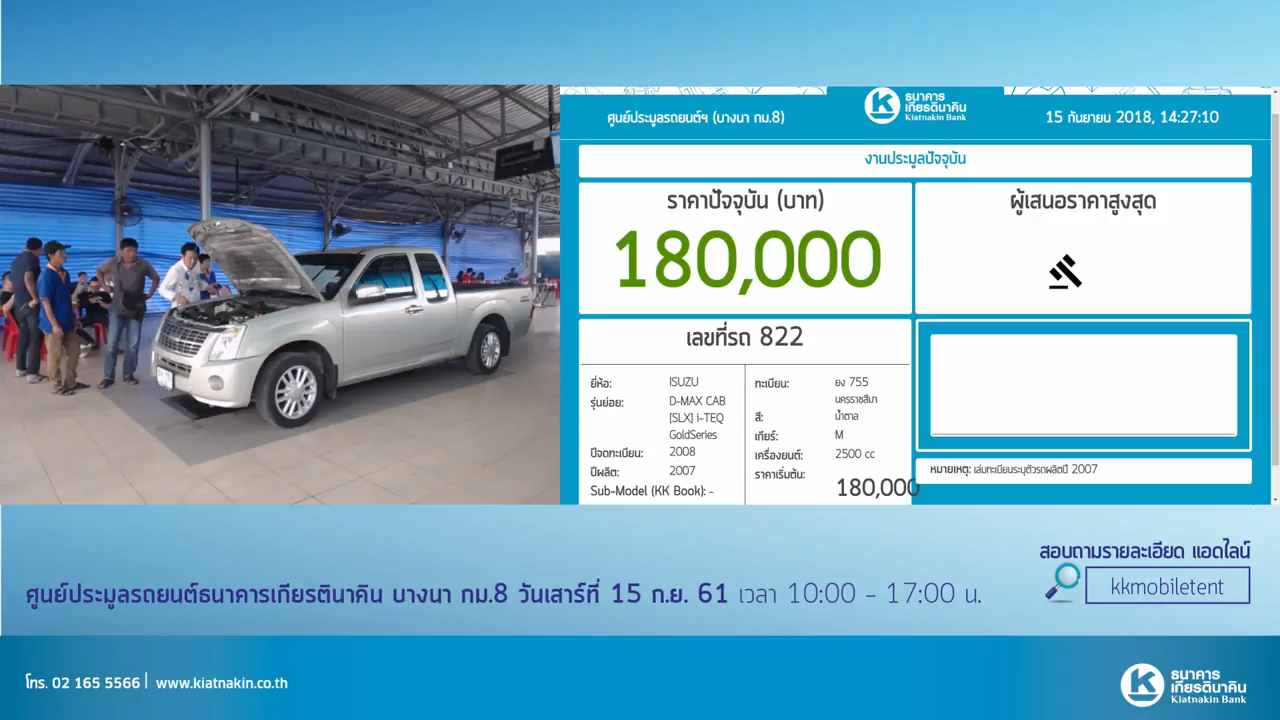 ศูนย์ประมูลรถยนต์ฯ (บางนา กม.8)
ธนาคาร
เกียรตินาคิน
Kiatnakin Bank
15 กันยายน 2018, 14:27:10
งานประมูลปัจจุบัน
ราคาปัจจุบัน (บาท)
180,000
ผู้เสนอราคาสูงสุด
เลขที่รถ 822
ยี่ห้อ: ISUZU
รุ่นย่อย: D-MAX CAB
[SLX] i-TEQ
GoldSeries
ปีจดทะเบียน: 2008
ปีผลิต: 2007
Sub-Model (KK Book): -
ทะเบียน: ยง 755
นครราชสีมา
สี: น้ำตาล
เกียร์: M
เครื่องยนต์: 2500 cc
ราคาเริ่มต้น: 180,000
หมายเหตุ: เล่มทะเบียนระบุตัวรถผลิตปี 2007
สอบถามรายละเอียด แอดไลน์
kkmobiletent
ศูนย์ประมูลรถยนต์ธนาคารเกียรตินาคิน บางนา กม.8 วันเสาร์ที่ 15 ก.ย. 61 เวลา 10:00 - 17:00 น.
โทร. 02 165 5566 | www.kiatnakin.co.th
ธนาคาร
เกียรตินาคิน
Kiatnakin Bank